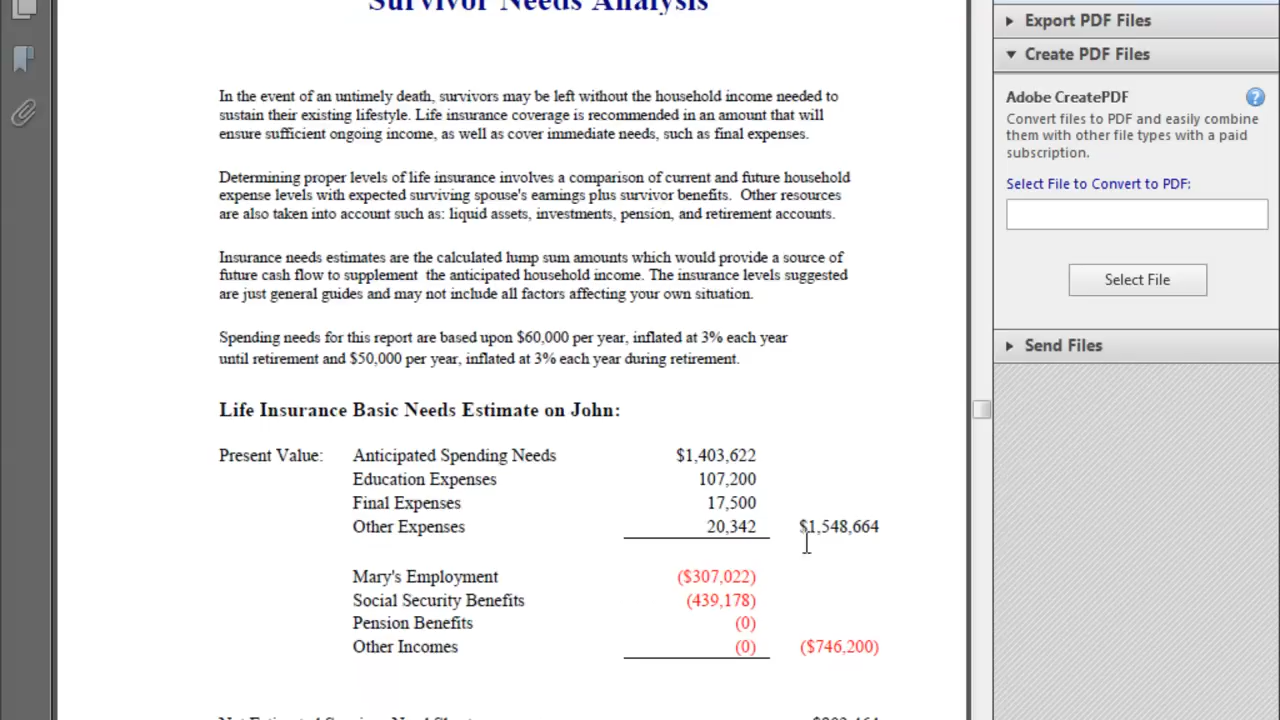 Survivor Needs Analysis
In the event of an untimely death, survivors may be left without the household income needed to
sustain their existing lifestyle. Life insurance coverage is recommended in an amount that will
ensure sufficient ongoing income, as well as cover immediate needs, such as final expenses.
Determining proper levels of life insurance involves a comparison of current and future household
expense levels with expected surviving spouse's earnings plus survivor benefits. Other resources
are also taken into account such as: liquid assets, investments, pension, and retirement accounts.
Insurance needs estimates are the calculated lump sum amounts which would provide a source of
future cash flow to supplement the anticipated household income. The insurance levels suggested
are just general guides and may not include all factors affecting your own situation.
Spending needs for this report are based upon $60,000 per year, inflated at 3% each year
until retirement and $50,000 per year, inflated at 3% each year during retirement.
Life Insurance Basic Needs Estimate on John:
Present Value: Anticipated Spending Needs $1,403,622
Education Expenses 107,200
Final Expenses 17,500
Other Expenses 20,342 $1,548,664
Mary's Employment ($307,022)
Social Security Benefits (439,178)
Pension Benefits (0)
Other Incomes (0) ($746,200)
Export PDF Files
Create PDF Files
Adobe CreatePDF
Convert files to PDF and easily combine
them with other file types with a paid
subscription.
Select File to Convert to PDF:
Select File
Send Files